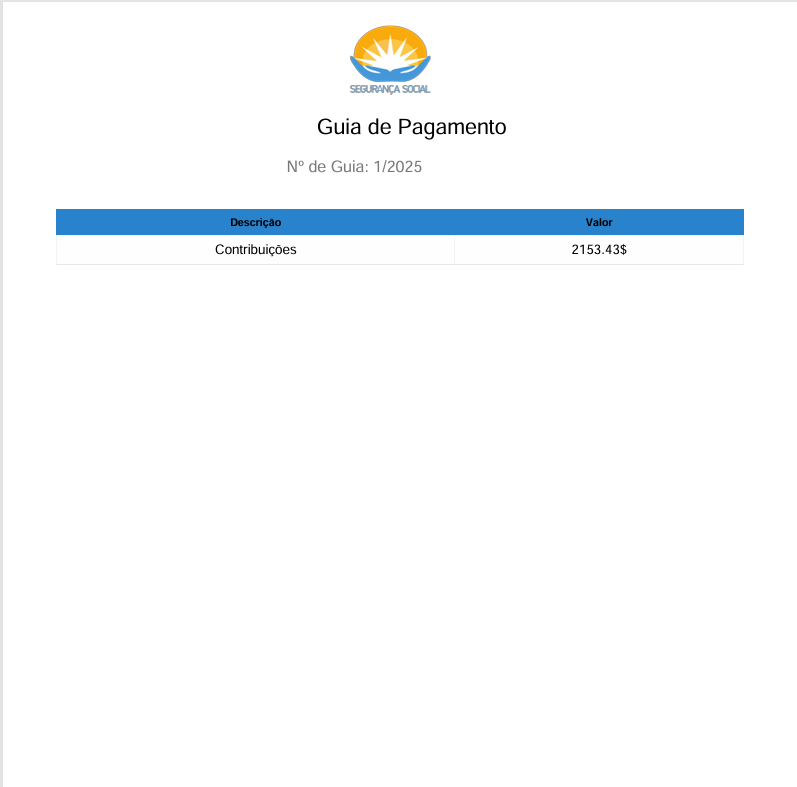 SEGURANÇA SOCIAL
Guia de Pagamento
Nº de Guia: 1/2025
Descrição Valor
Contribuições 2153.43$